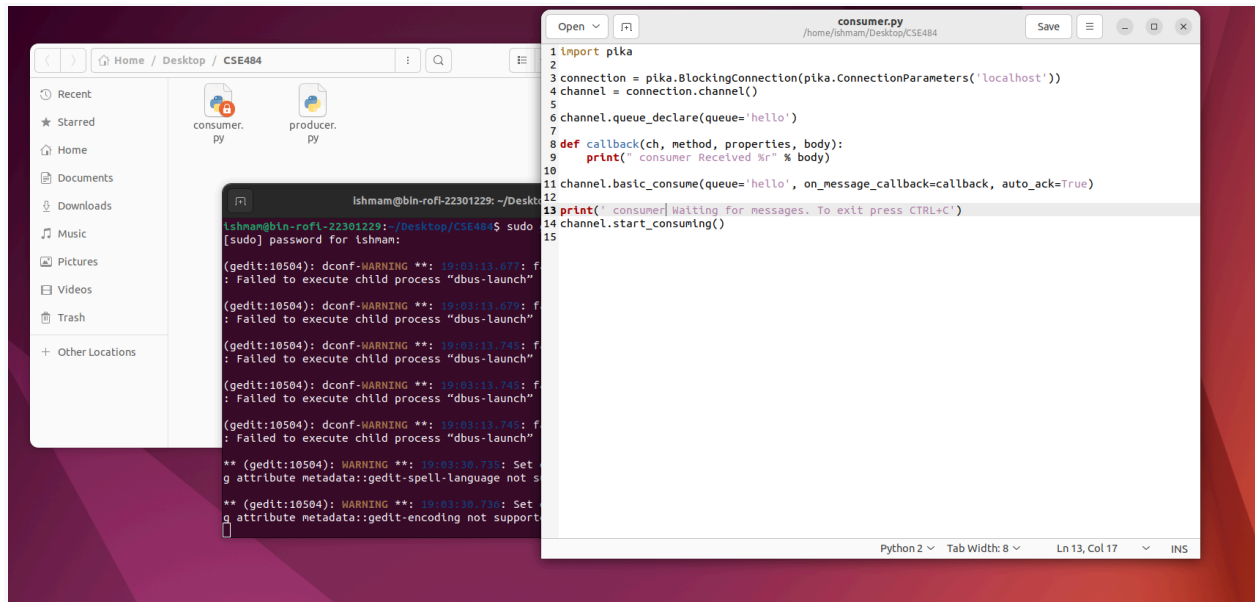 Home / Desktop / CSE484
Recent
Starred
Home
Documents
Downloads
Music
Pictures
Videos
Trash
+ Other Locations
consumer.
py
producer.
py
ishmam@bin-rofi-22301229: ~/Deskto
ishmam@bin-rofi-22301229:~/Desktop/CSE484$ sudo
[sudo] password for ishmam:
(gedit:10504): dconf-WARNING **: 19:03:13.677: f
: Failed to execute child process “dbus-launch”
(gedit:10504): dconf-WARNING **: 19:03:13.679: f
: Failed to execute child process “dbus-launch”
(gedit:10504): dconf-WARNING **: 19:03:13.745: f
: Failed to execute child process “dbus-launch”
(gedit:10504): dconf-WARNING **: 19:03:13.745: f
: Failed to execute child process “dbus-launch”
(gedit:10504): dconf-WARNING **: 19:03:13.745: f
: Failed to execute child process “dbus-launch”
** (gedit:10504): WARNING **: 19:03:30.735: Set
g attribute metadata::gedit-spell-language not s
** (gedit:10504): WARNING **: 19:03:30.736: Set
g attribute metadata::gedit-encoding not support
Open
consumer.py
/home/ishmam/Desktop/CSE484
Save
1 import pika
2
3 connection = pika.BlockingConnection(pika.ConnectionParameters('localhost'))
4 channel = connection.channel()
5
6 channel.queue_declare(queue='hello')
7
8 def callback(ch, method, properties, body):
9     print(" consumer Received %r" % body)
10
11 channel.basic_consume(queue='hello', on_message_callback=callback, auto_ack=True)
12
13 print(' consumer Waiting for messages. To exit press CTRL+C')
14 channel.start_consuming()
15
Python 2 Tab Width: 8 Ln 13, Col 17 INS